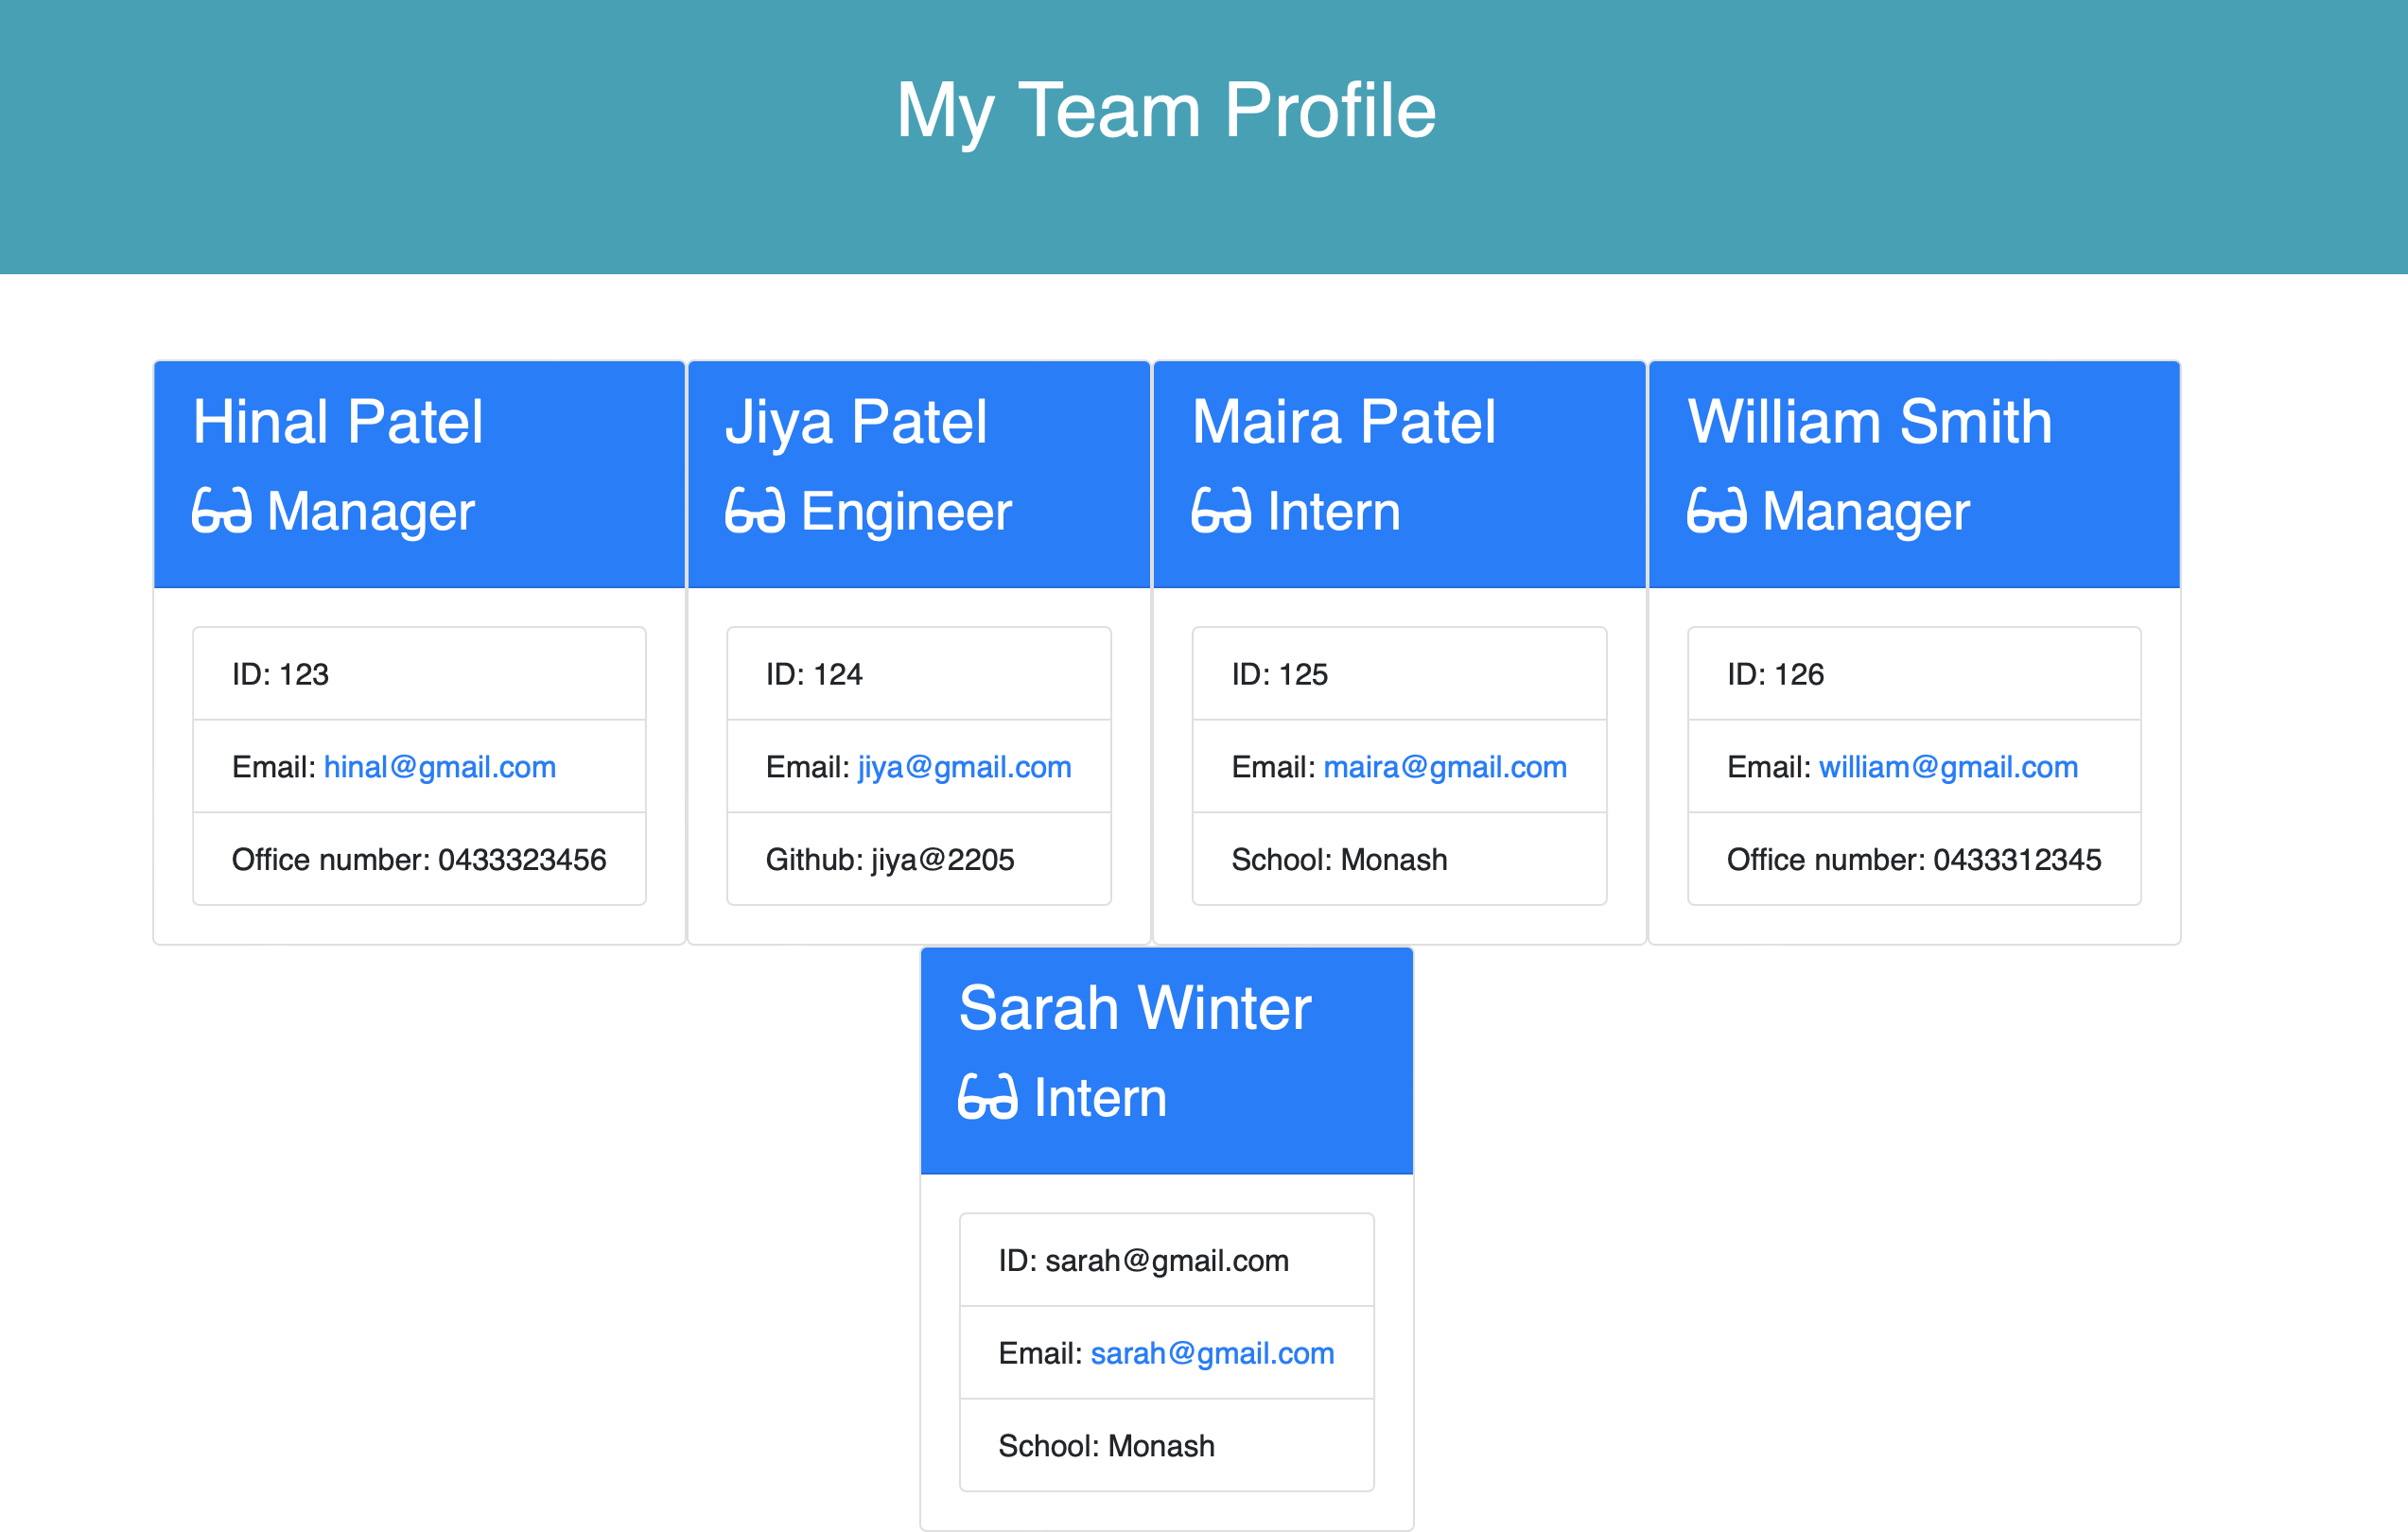 My Team Profile
Hinal Patel
Manager
ID: 123
Email: hinal@gmail.com
Office number: 0433323456
Jiya Patel
Engineer
ID: 124
Email: jiya@gmail.com
Github: jiya@2205
Maira Patel
Intern
ID: 125
Email: maira@gmail.com
School: Monash
William Smith
Manager
ID: 126
Email: william@gmail.com
Office number: 0433312345
Sarah Winter
Intern
ID: sarah@gmail.com
Email: sarah@gmail.com
School: Monash